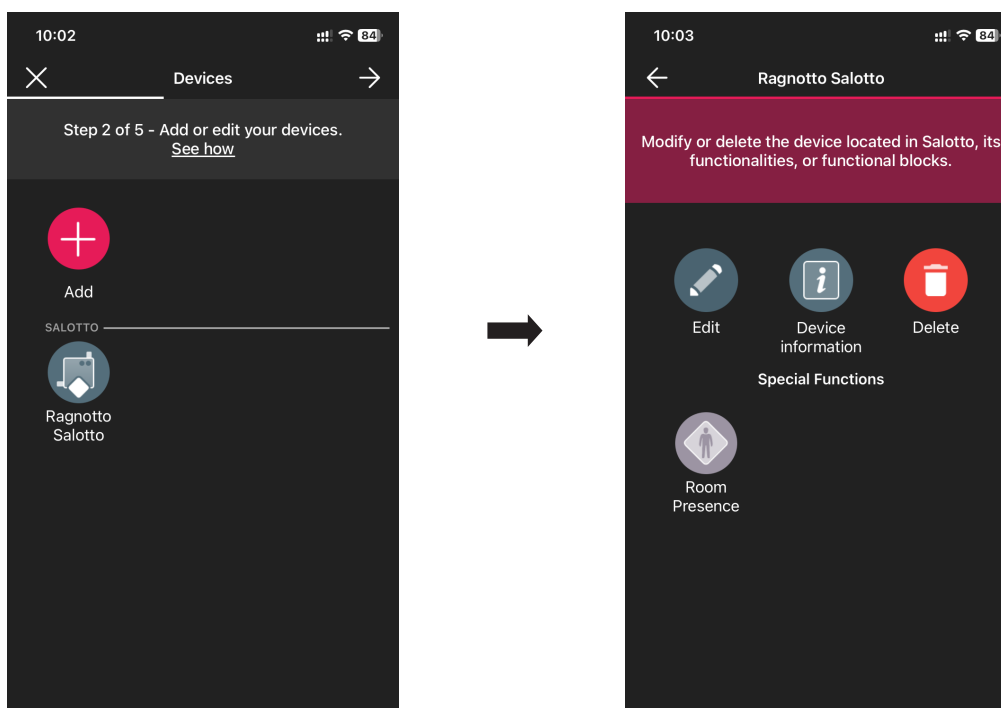 10:02
84
Devices
Step 2 of 5 - Add or edit your devices.
See how
Add
SALOTTO
Ragnotto
Salotto
10:03
84
Ragnotto Salotto
Modify or delete the device located in Salotto, its
functionalities, or functional blocks.
Edit
Device
information
Delete
Special Functions
Room
Presence